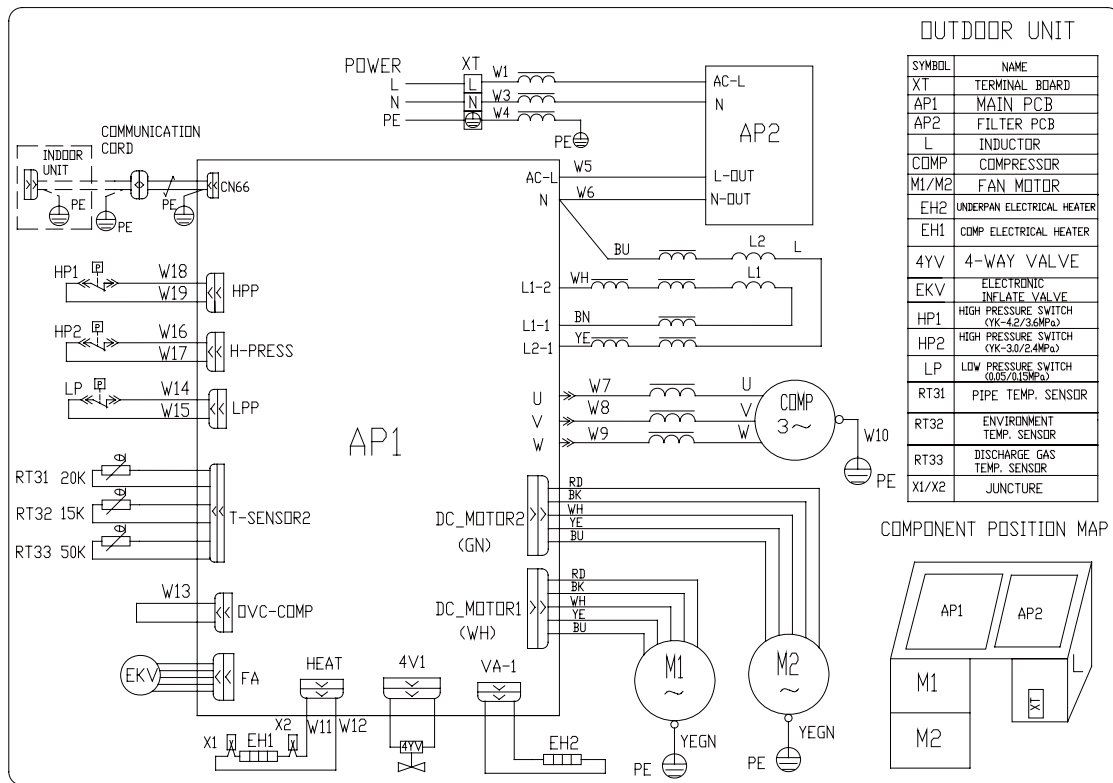 OUTDOOR UNIT
SYMBOL NAME
XT TERMINAL BOARD
AP1 MAIN PCB
AP2 FILTER PCB
L INDUCTOR
COMP COMPRESSOR
M1/M2 FAN MOTOR
EH2 UNDERPAN ELECTRICAL HEATER
EH1 COMP ELECTRICAL HEATER
4YV 4-WAY VALVE
EKV ELECTRONIC
INFLATE VALVE
HP1 HIGH PRESSURE SWITCH
(YK-4.2/3.6MPa)
HP2 HIGH PRESSURE SWITCH
(YK-3.0/2.4MPa)
LP LOW PRESSURE SWITCH
(0.05/0.15MPa)
RT31 PIPE TEMP. SENSOR
RT32 ENVIRONMENT
TEMP. SENSOR
RT33 DISCHARGE GAS
TEMP. SENSOR
X1/X2 JUNCTURE
COMPONENT POSITION MAP
AP1 AP2
M1 L
XT
M2
POWER XT
L L W1 AC-L
N N W3 N
PE W4
PE
AP2
W5 L-OUT
W6 N-OUT
COMMUNICATION
CORD
INDOOR
UNIT
PE PE PE
CN66
AC-L
N
BU L2 L
L1-2 WH L1
L1-1 BN
L2-1 YE
HP1 P W18
W19 HPP
HP2 P W16
W17 H-PRESS
LP P W14
W15 LPP
AP1
U W7 U
V W8 V
W W9 W
COMP
3~
W10
PE
RT31 20K θ
RT32 15K θ
RT33 50K θ
T-SENSOR2
DC_MOTOR2
(GN)
RD
BK
WH
YE
BU
DC_MOTOR1
(WH)
RD
BK
WH
YE
BU
W13
OVC-COMP
EKV FA
HEAT 4V1 VA-1
X1 EH1 X2 W11 W12
4YV
EH2
M1
~
M2
~
YEGN YEGN
PE PE